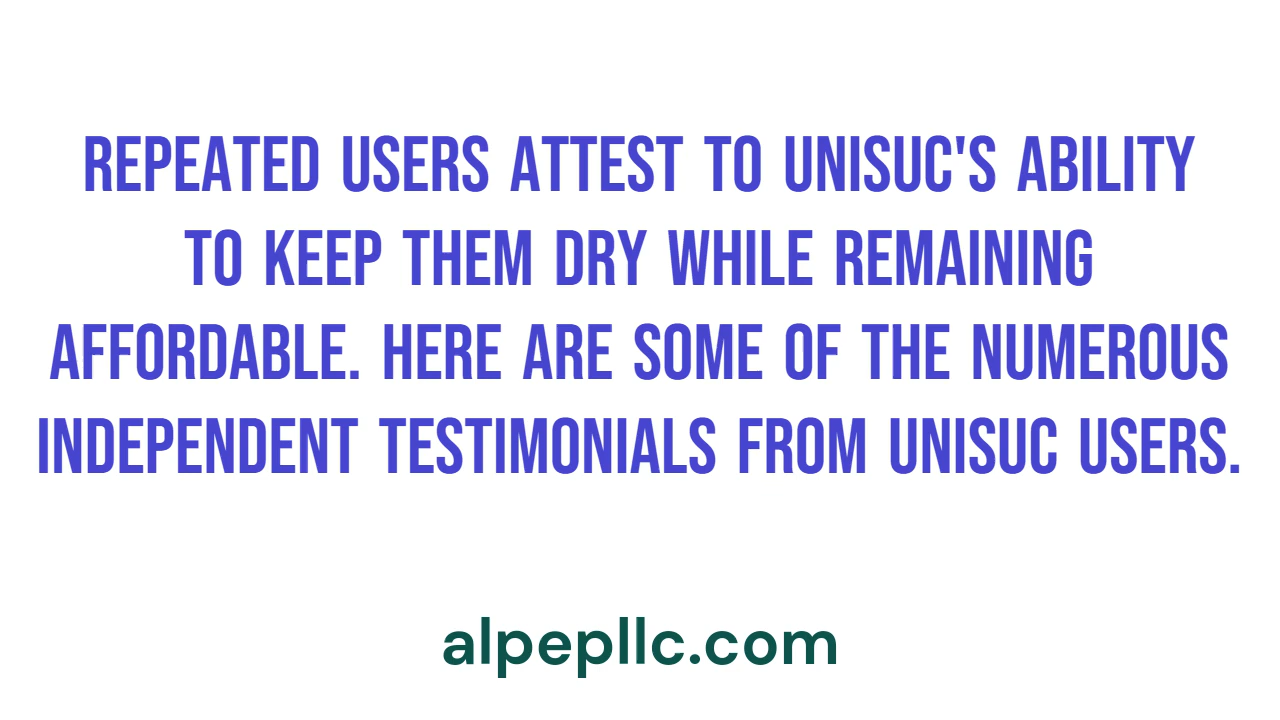 REPEATED USERS ATTEST TO UNISUC'S ABILITY
TO KEEP THEM DRY WHILE REMAINING
AFFORDABLE. HERE ARE SOME OF THE NUMEROUS
INDEPENDENT TESTIMONIALS FROM UNISUC USERS.
alpepllc.com